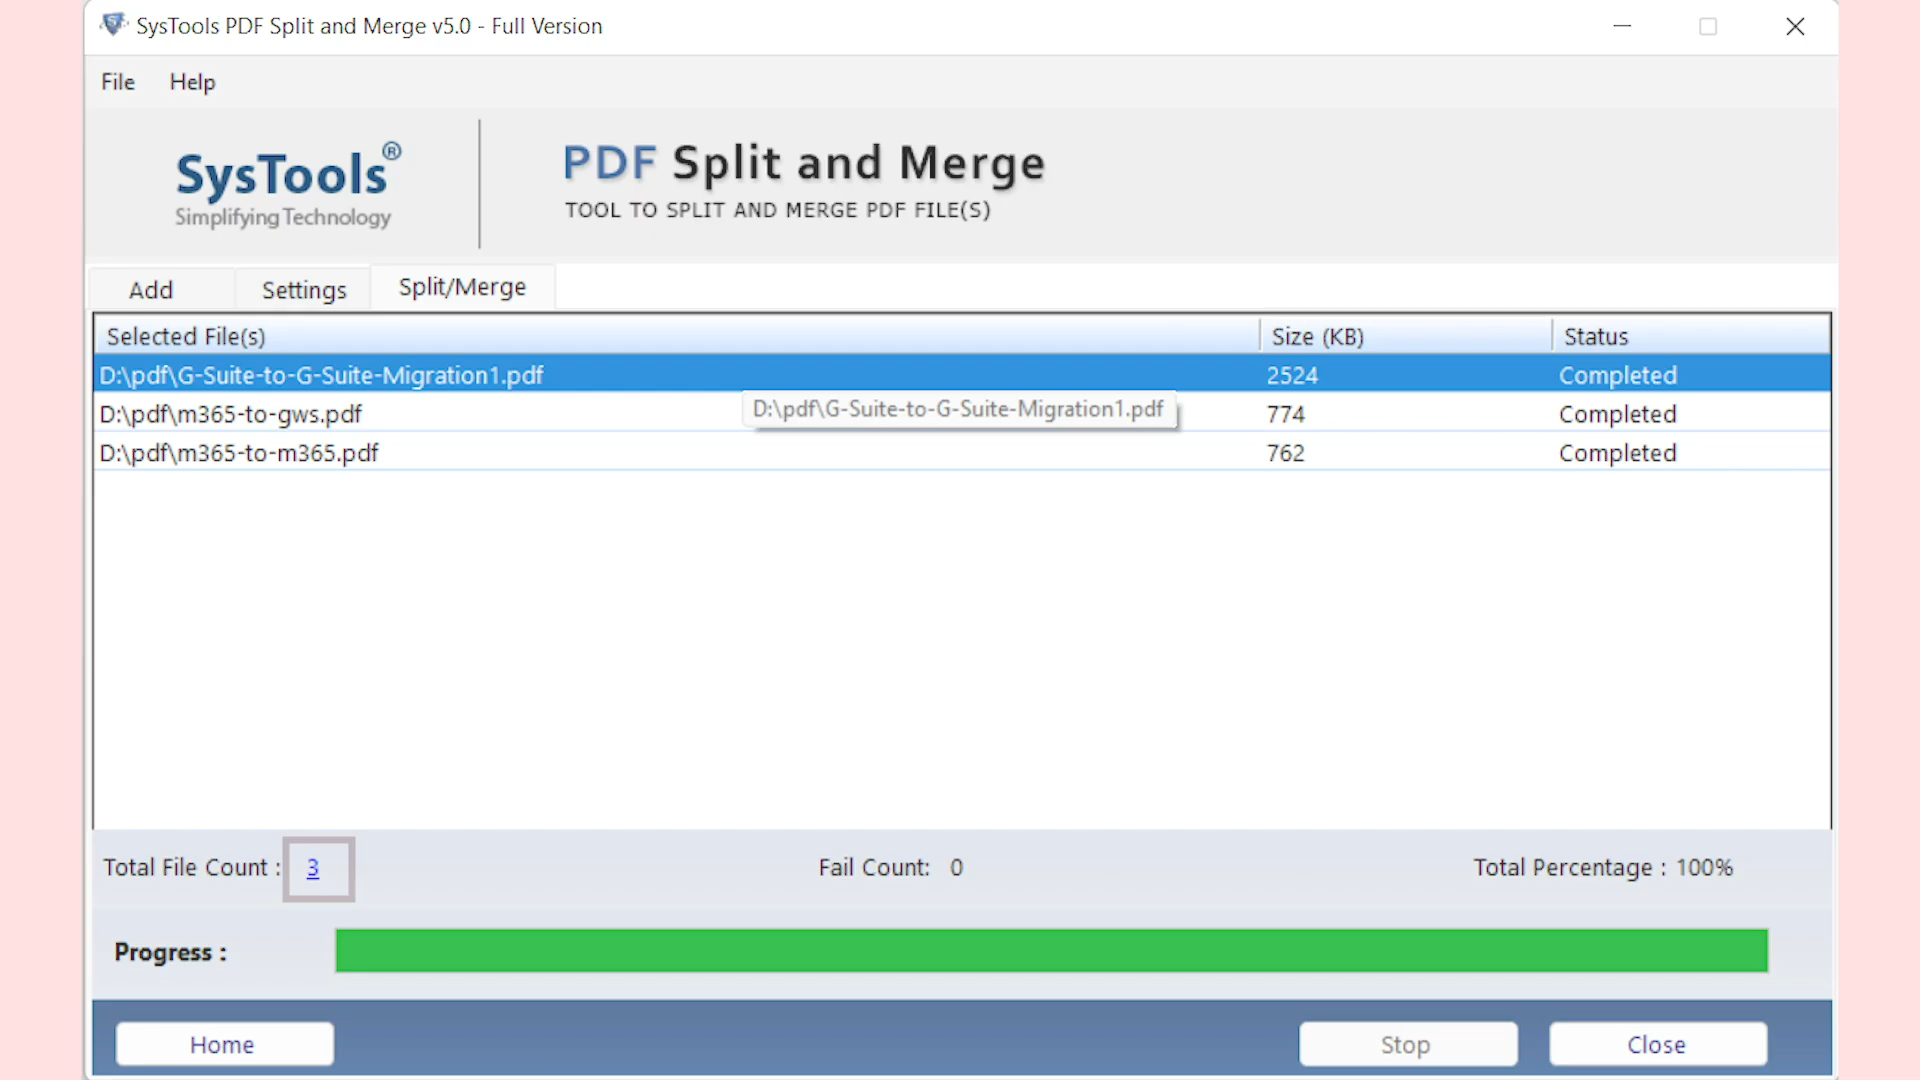 SysTools PDF Split and Merge v5.0 - Full Version
File Help
SysTools®
Simplifying Technology
PDF Split and Merge
TOOL TO SPLIT AND MERGE PDF FILE(S)
Add Settings Split/Merge
Selected File(s) Size (KB) Status
D:\pdf\G-Suite-to-G-Suite-Migration1.pdf 2524 Completed
D:\pdf\G-Suite-to-G-Suite-Migration1.pdf
D:\pdf\m365-to-gws.pdf 774 Completed
D:\pdf\m365-to-m365.pdf 762 Completed
Total File Count : 3 Fail Count: 0 Total Percentage : 100%
Progress :
Home Stop Close